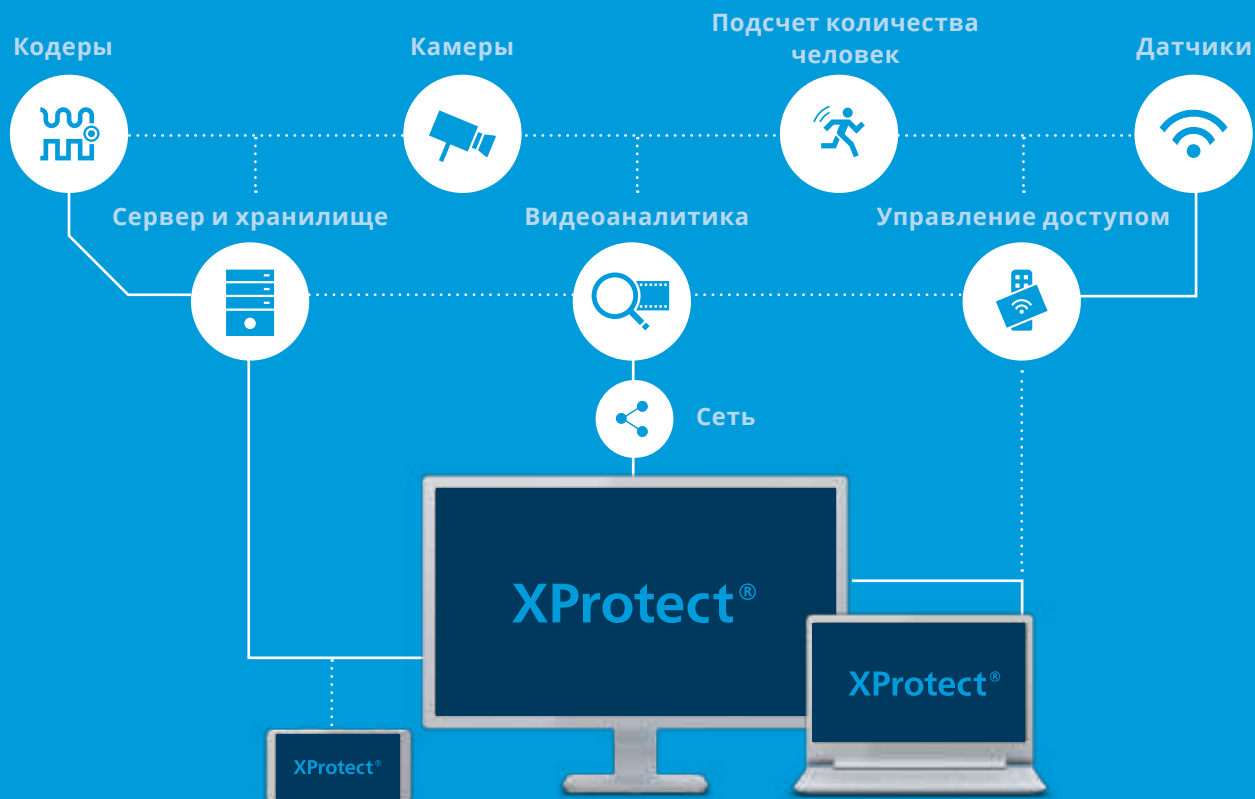 Кодеры
Камеры
Подсчет количества
человек
Датчики
Сервер и хранилище
Видеоаналитика
Управление доступом
Сеть
XProtect®
XProtect®
XProtect®